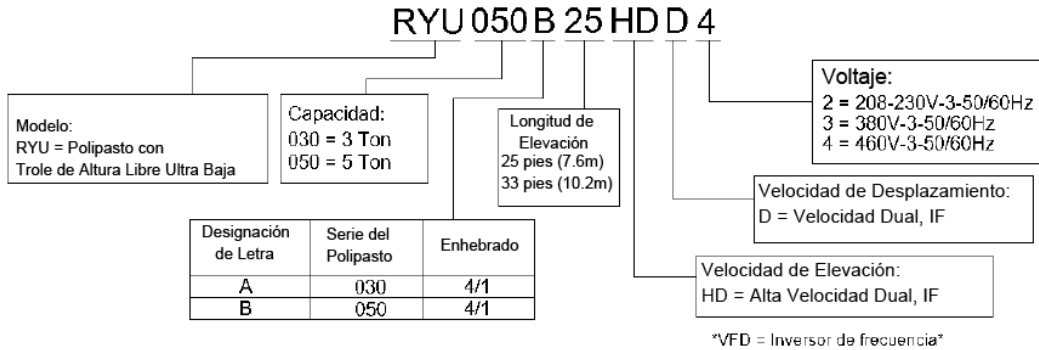 RYU 050 B 25 HD D 4
Modelo:
RYU = Polipasto con
Trole de Altura Libre Ultra Baja
Capacidad:
030 = 3 Ton
050 = 5 Ton
Longitud de
Elevación
25 pies (7.6m)
33 pies (10.2m)
Voltaje:
2 = 208-230V-3-50/60Hz
3 = 380V-3-50/60Hz
4 = 460V-3-50/60Hz
Velocidad de Desplazamiento:
D = Velocidad Dual, IF
Designación de Letra Serie del Polipasto Enhebrado
A 030 4/1
B 050 4/1
Velocidad de Elevación:
HD = Alta Velocidad Dual, IF
*VFD = Inversor de frecuencia*